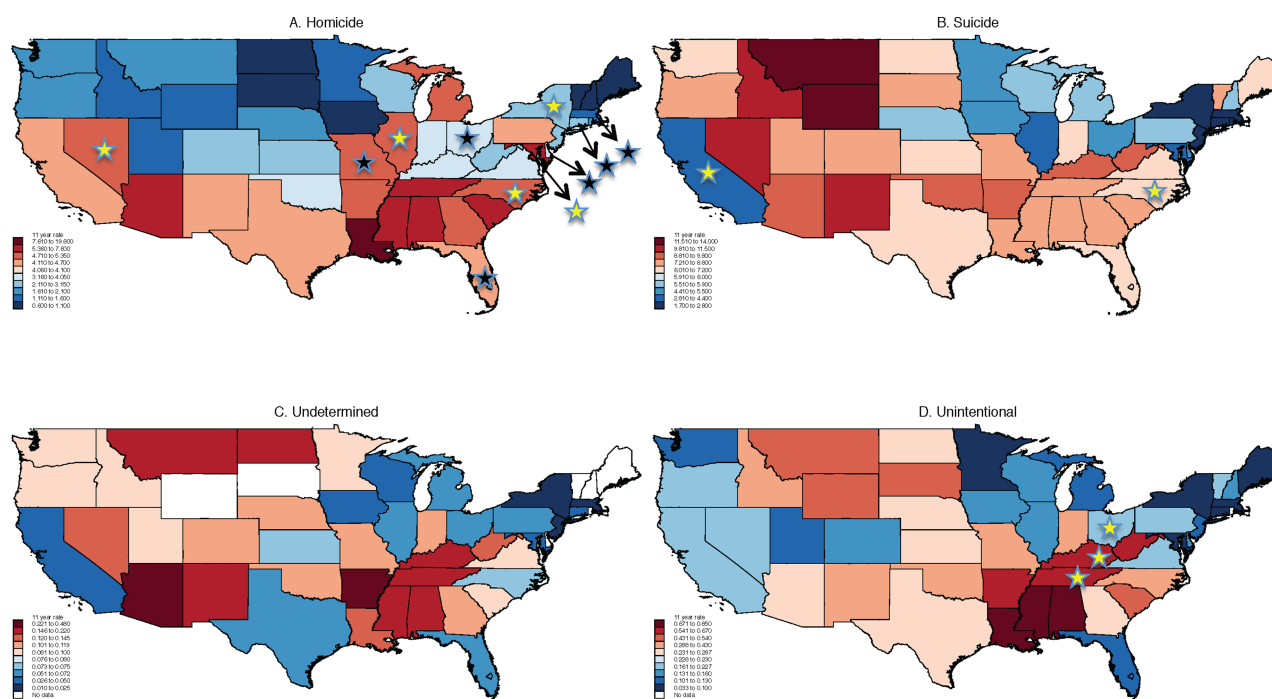 A. Homicide
11 year rate
7.610 to 19.800
5.360 to 7.600
4.710 to 5.350
4.110 to 4.700
4.060 to 4.100
3.160 to 4.050
2.110 to 3.150
1.610 to 2.100
1.110 to 1.600
0.600 to 1.100
B. Suicide
11 year rate
11.510 to 14.000
9.810 to 11.500
8.810 to 9.800
7.210 to 8.800
6.010 to 7.200
5.910 to 6.000
5.510 to 5.900
4.410 to 5.500
2.810 to 4.400
1.700 to 2.800
C. Undetermined
11 year rate
0.221 to 0.480
0.146 to 0.220
0.120 to 0.145
0.101 to 0.119
0.081 to 0.100
0.076 to 0.080
0.073 to 0.075
0.051 to 0.072
0.026 to 0.050
0.010 to 0.025
No data
D. Unintentional
11 year rate
0.671 to 0.850
0.541 to 0.670
0.431 to 0.540
0.288 to 0.430
0.231 to 0.287
0.228 to 0.230
0.161 to 0.227
0.131 to 0.160
0.101 to 0.130
0.033 to 0.100
No data